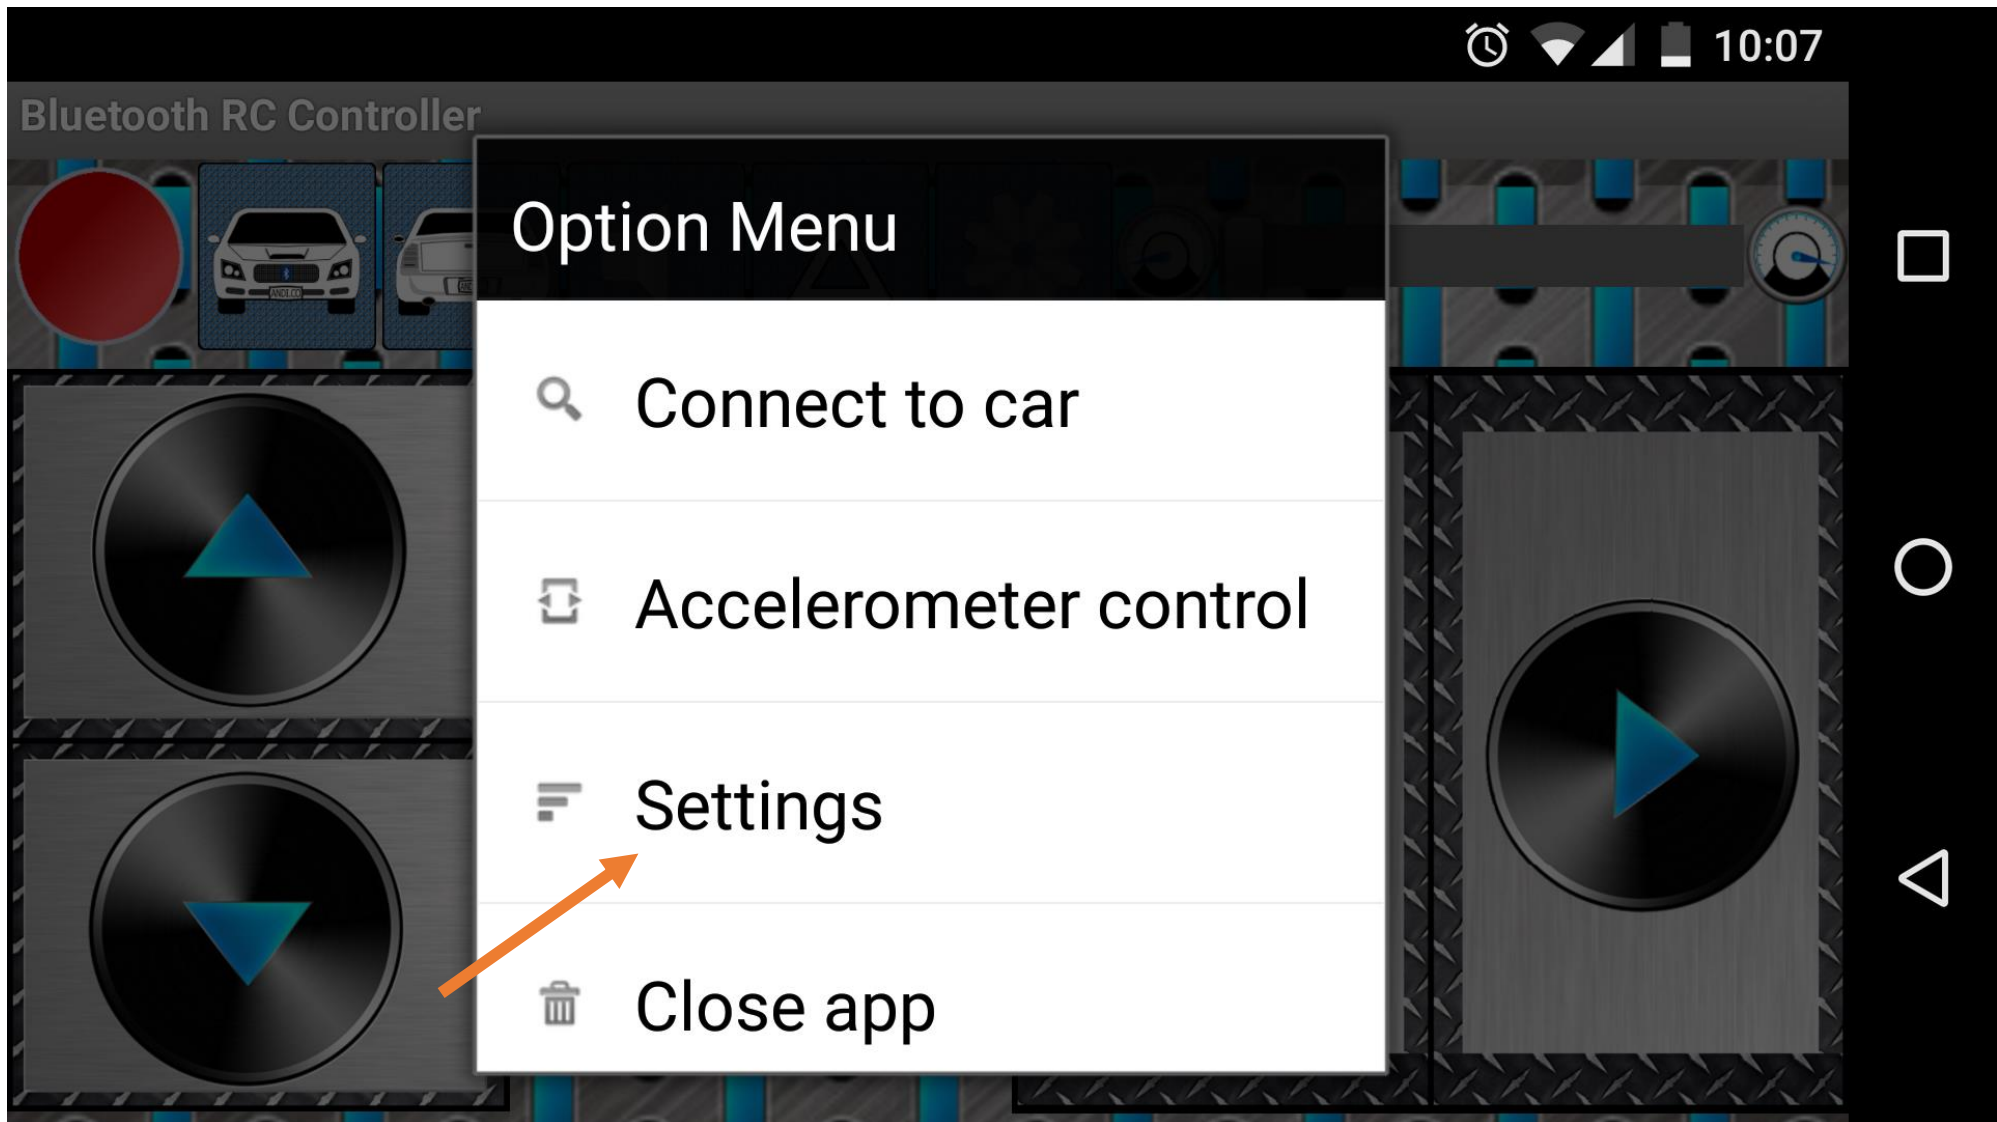 10:07
Bluetooth RC Controller
Option Menu
Connect to car
Accelerometer control
Settings
Close app